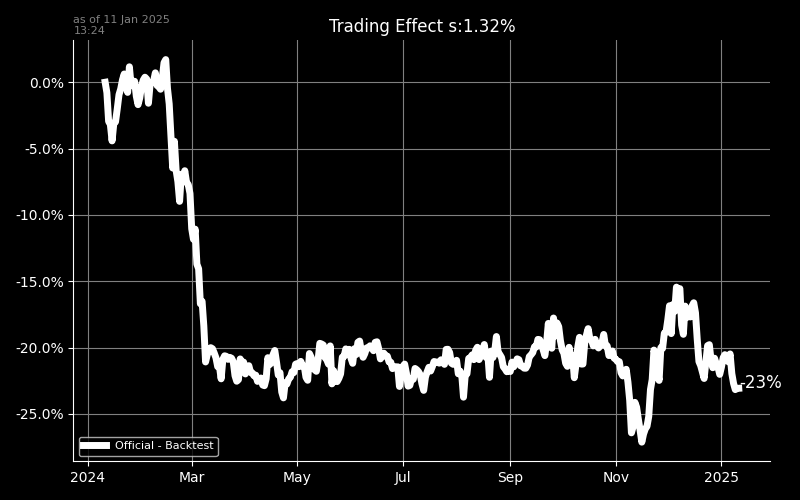 as of 11 Jan 2025
13:24
Trading Effect s:1.32%
0.0%
-5.0%
-10.0%
-15.0%
-20.0%
-25.0%
-23%
Official - Backtest
2024 Mar May Jul Sep Nov 2025